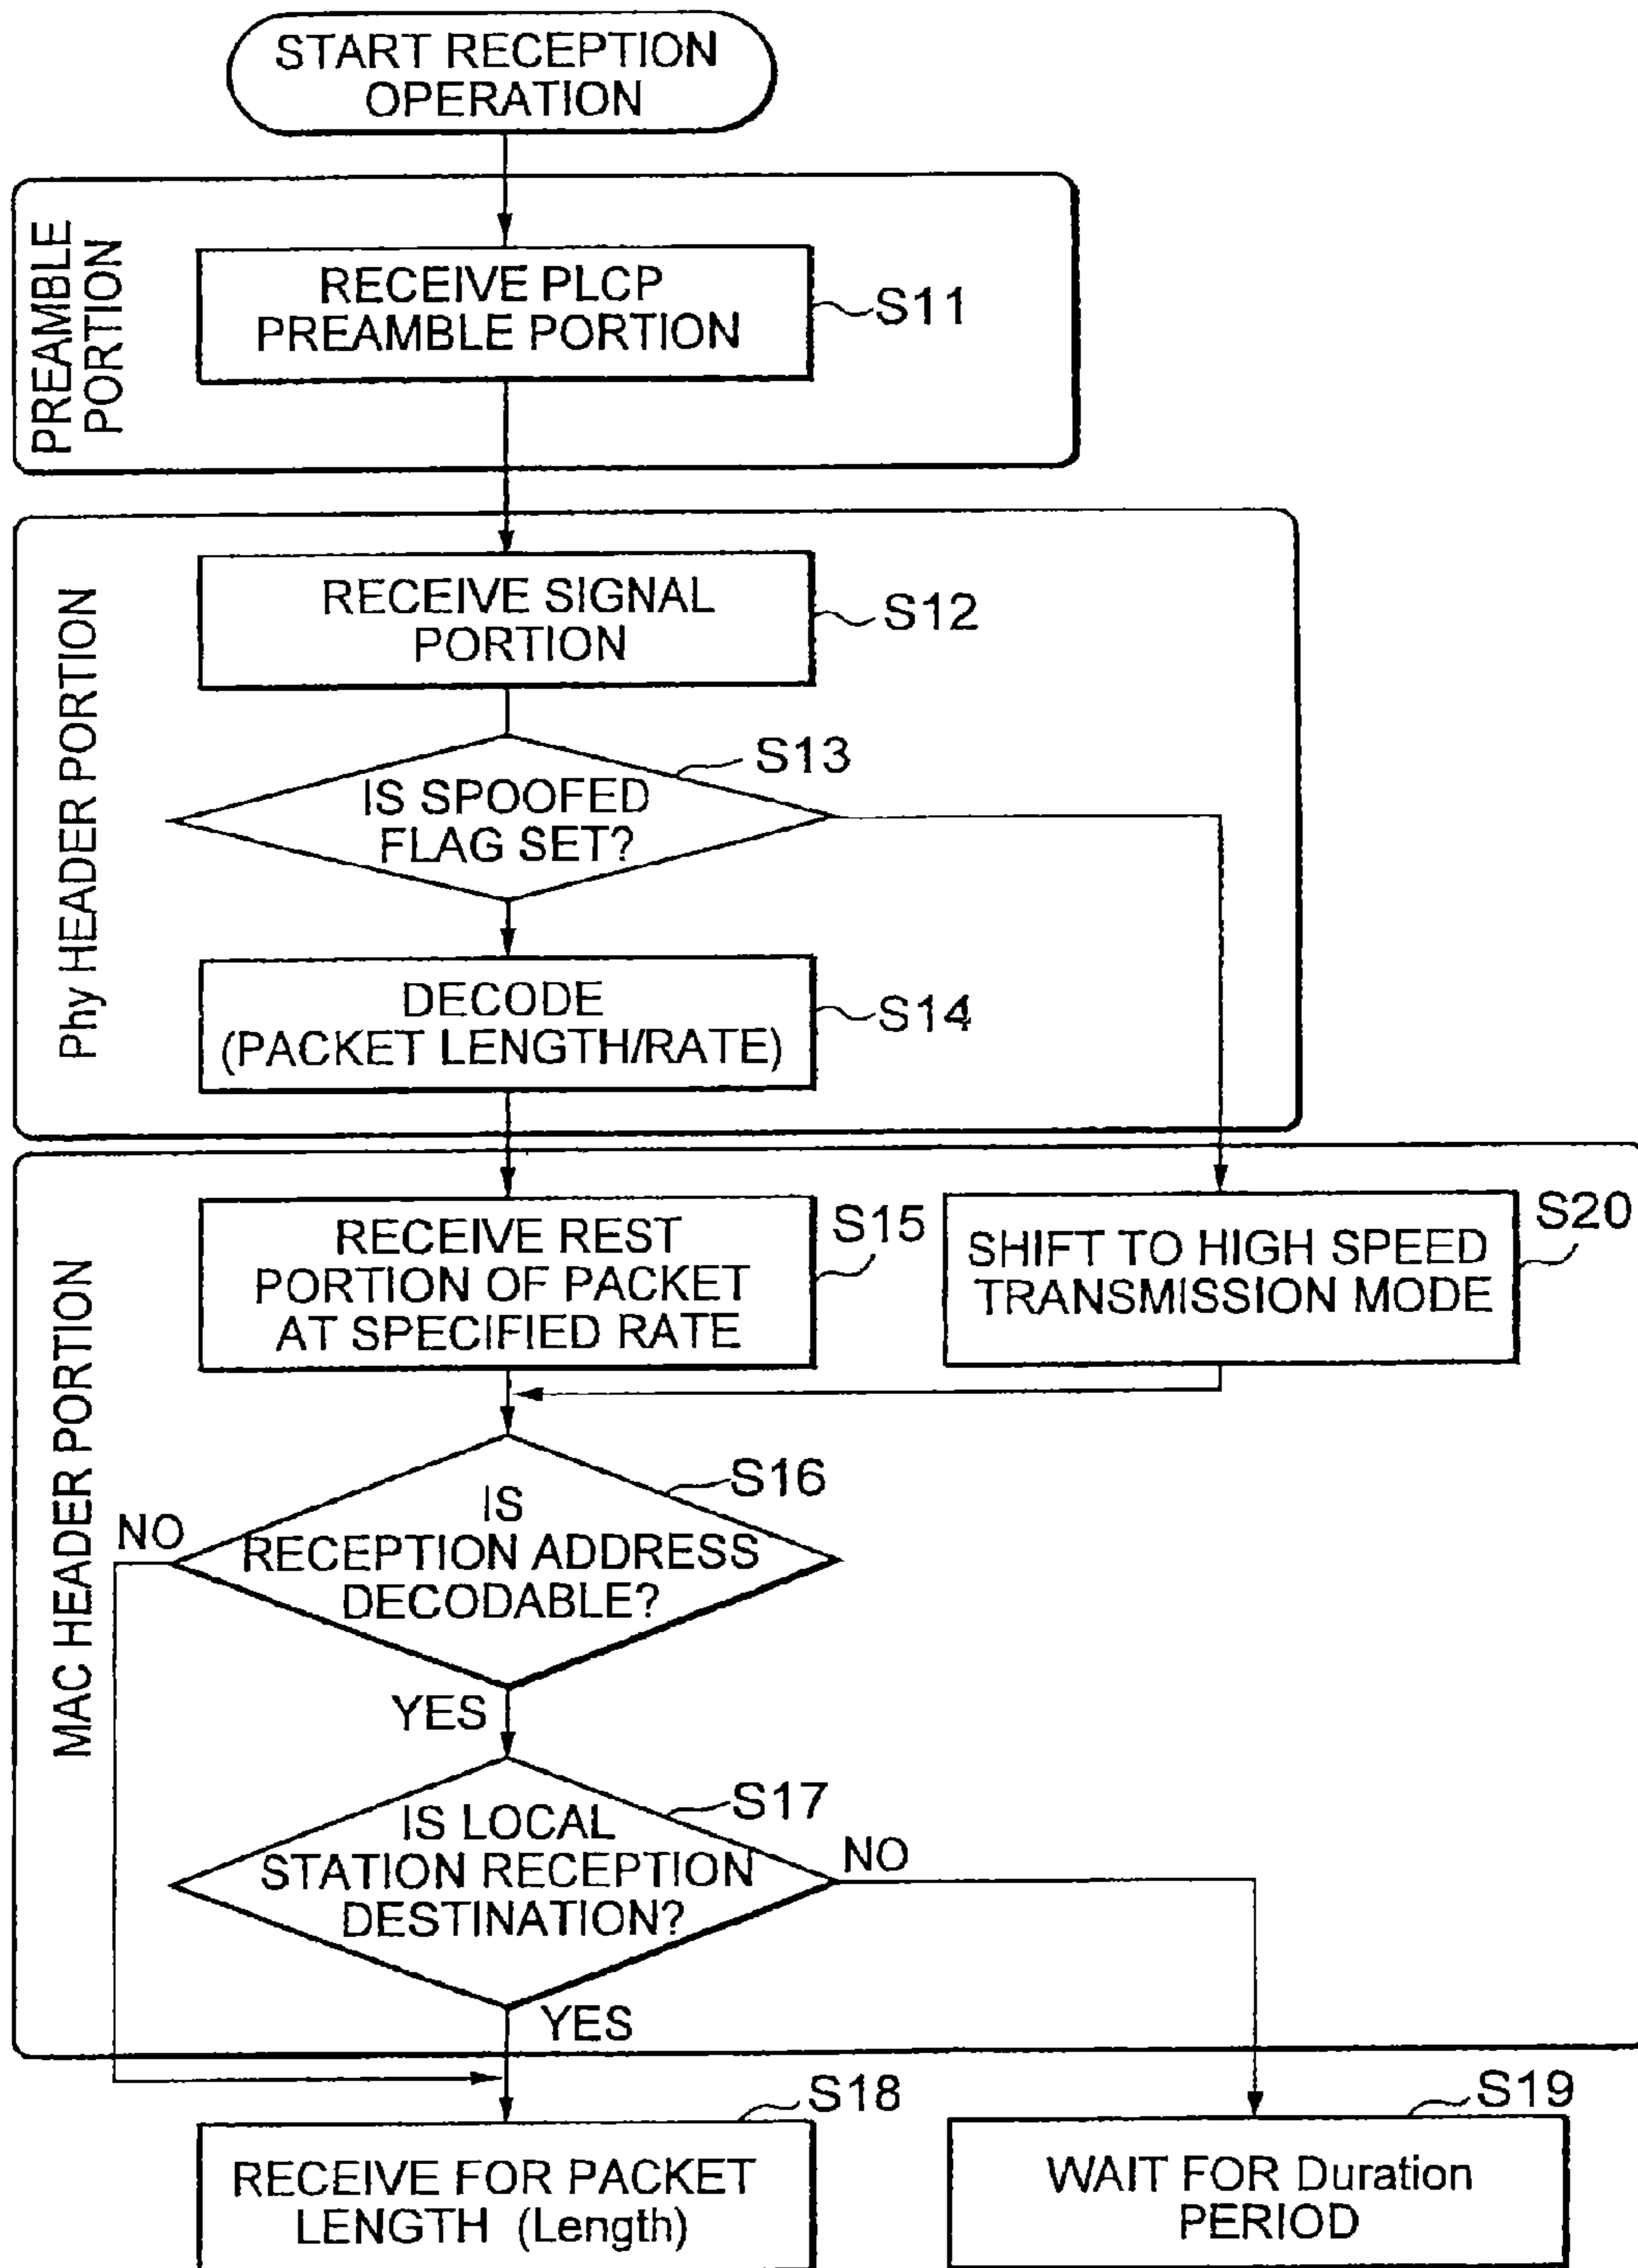 START RECEPTION
OPERATION
PREAMBLE
PORTION
RECEIVE PLCP
PREAMBLE PORTION
S11
Phy HEADER PORTION
RECEIVE SIGNAL
PORTION
S12
S13
IS SPOOFED
FLAG SET?
DECODE
(PACKET LENGTH/RATE)
S14
MAC HEADER PORTION
RECEIVE REST
PORTION OF PACKET
AT SPECIFIED RATE
S15
SHIFT TO HIGH SPEED
TRANSMISSION MODE
S20
S16
IS
RECEPTION ADDRESS
DECODABLE?
NO
YES
S17
IS LOCAL
STATION RECEPTION
DESTINATION?
NO
YES
S18
RECEIVE FOR PACKET
LENGTH (Length)
S19
WAIT FOR Duration
PERIOD